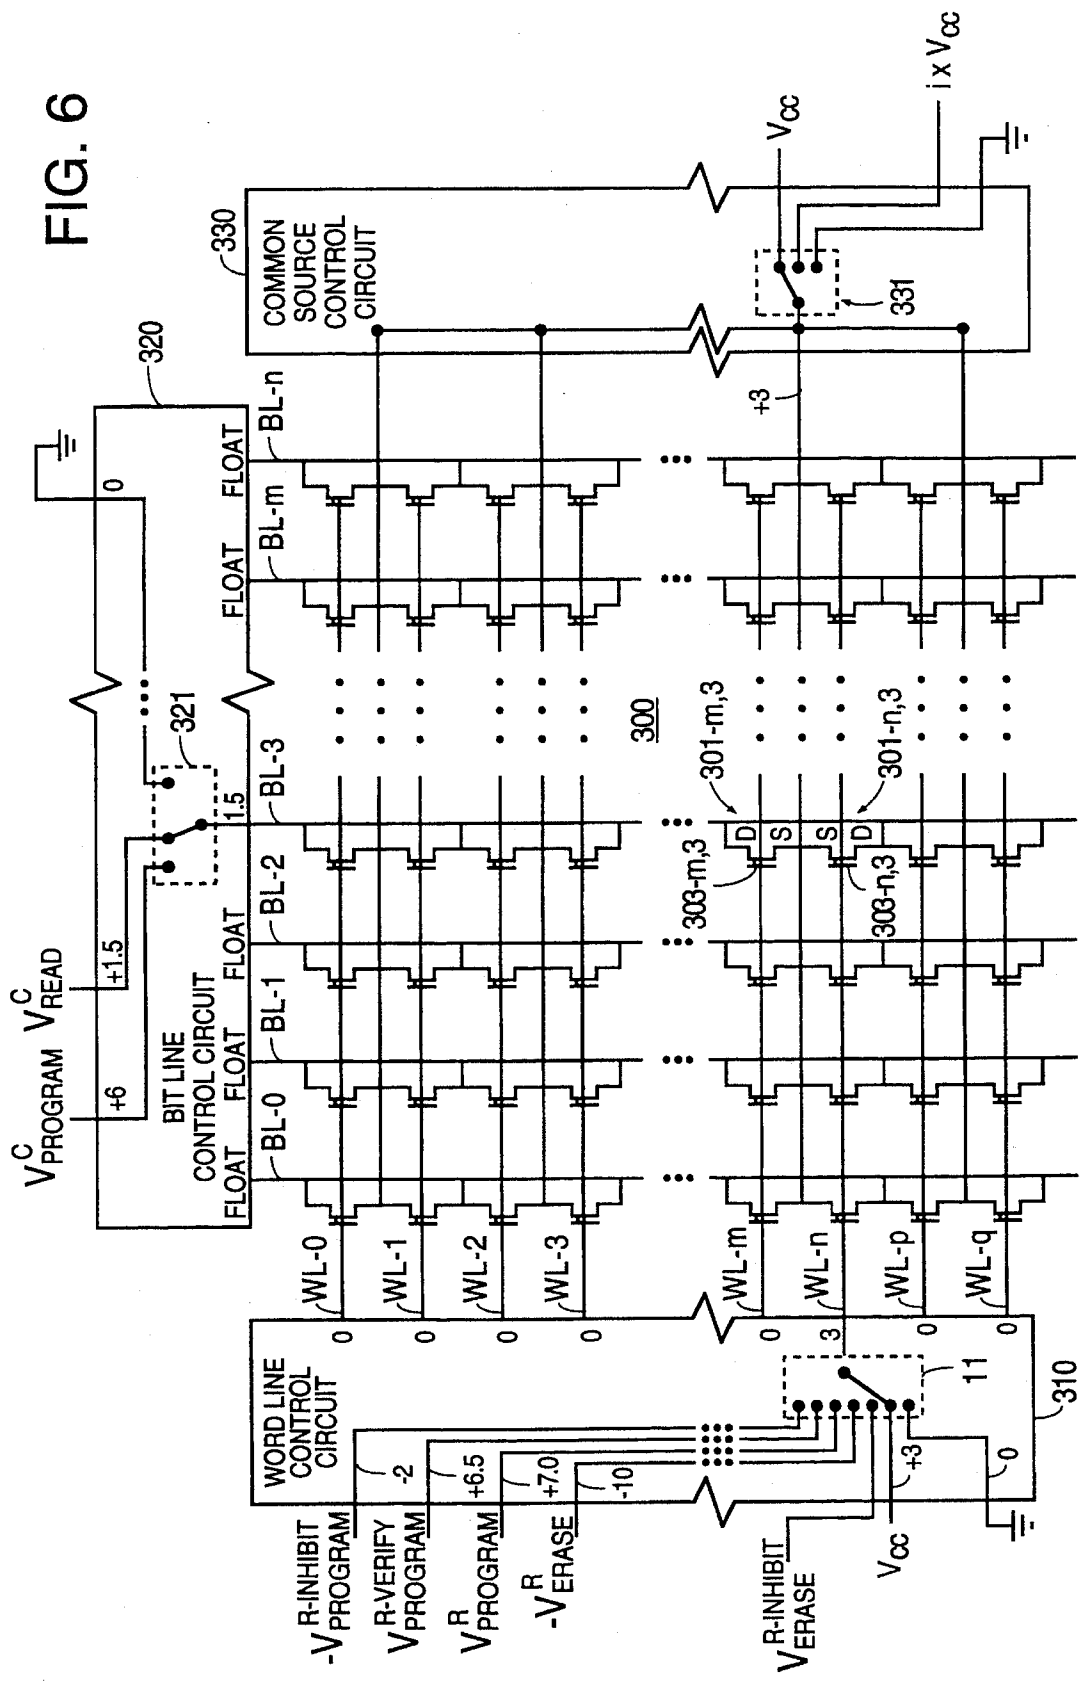 FIG. 6
V^C_PROGRAM
V^C_READ
+6
+1.5
0
320
BIT LINE
CONTROL CIRCUIT
321
FLOAT
FLOAT
FLOAT
1.5
FLOAT
FLOAT
BL-0
BL-1
BL-2
BL-3
BL-m
BL-n
330
COMMON
SOURCE
CONTROL
CIRCUIT
331
+3
V_CC
i x V_CC
WORD LINE
CONTROL
CIRCUIT
-V^R-INHIBIT_PROGRAM
-2
V^R-VERIFY_PROGRAM
+6.5
V^R_PROGRAM
+7.0
-V^R_ERASE
-10
V^R-INHIBIT_ERASE
V_CC
+3
0
11
310
0
WL-0
0
WL-1
0
WL-2
0
WL-3
0
WL-m
3
WL-n
0
WL-p
0
WL-q
300
301-m,3
303-m,3
D
S
S
D
301-n,3
303-n,3